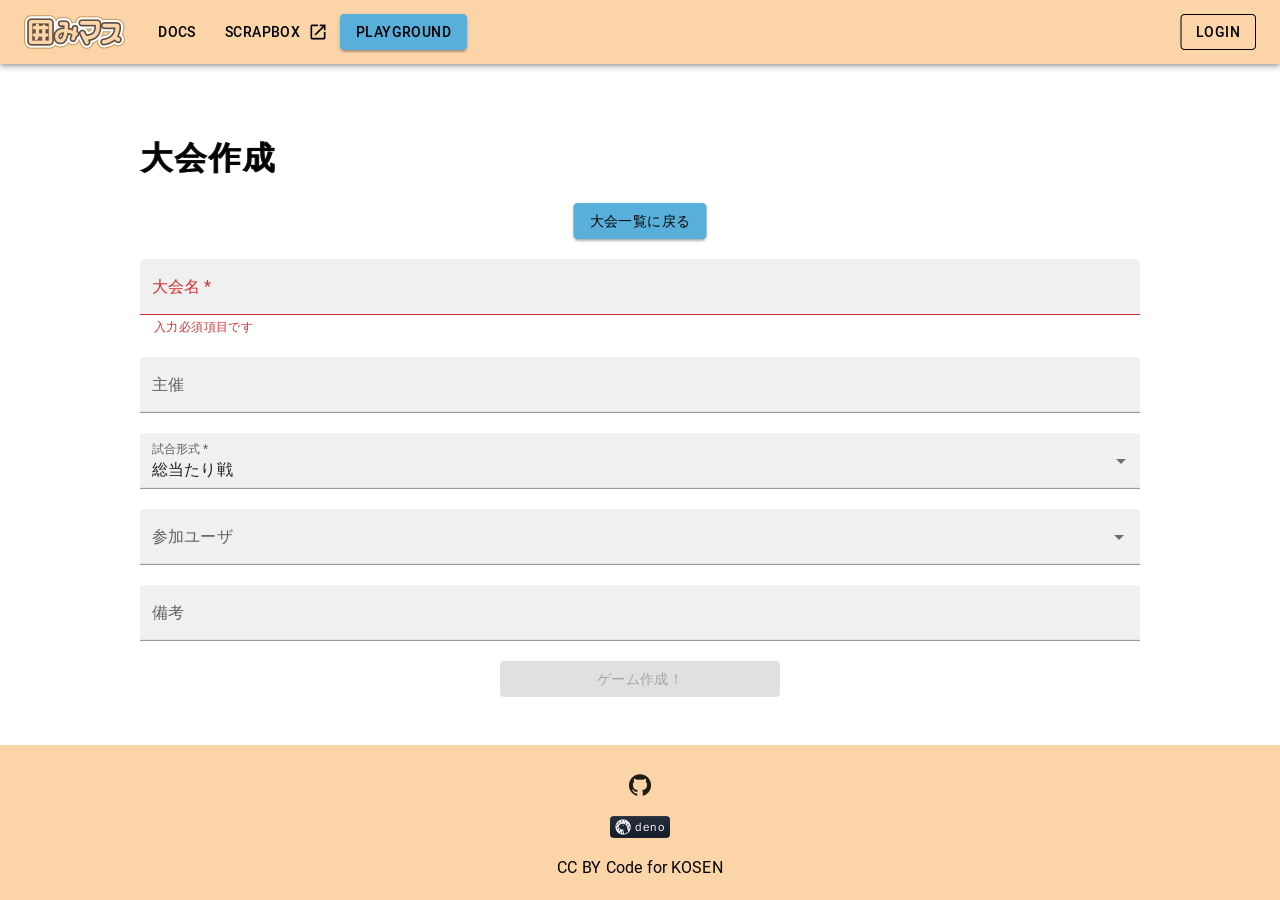 囲みマス
DOCS
SCRAPBOX
PLAYGROUND
LOGIN
大会作成
大会一覧に戻る
大会名 *
入力必須項目です
主催
試合形式 *
総当たり戦
参加ユーザ
備考
ゲーム作成！
deno
CC BY Code for KOSEN